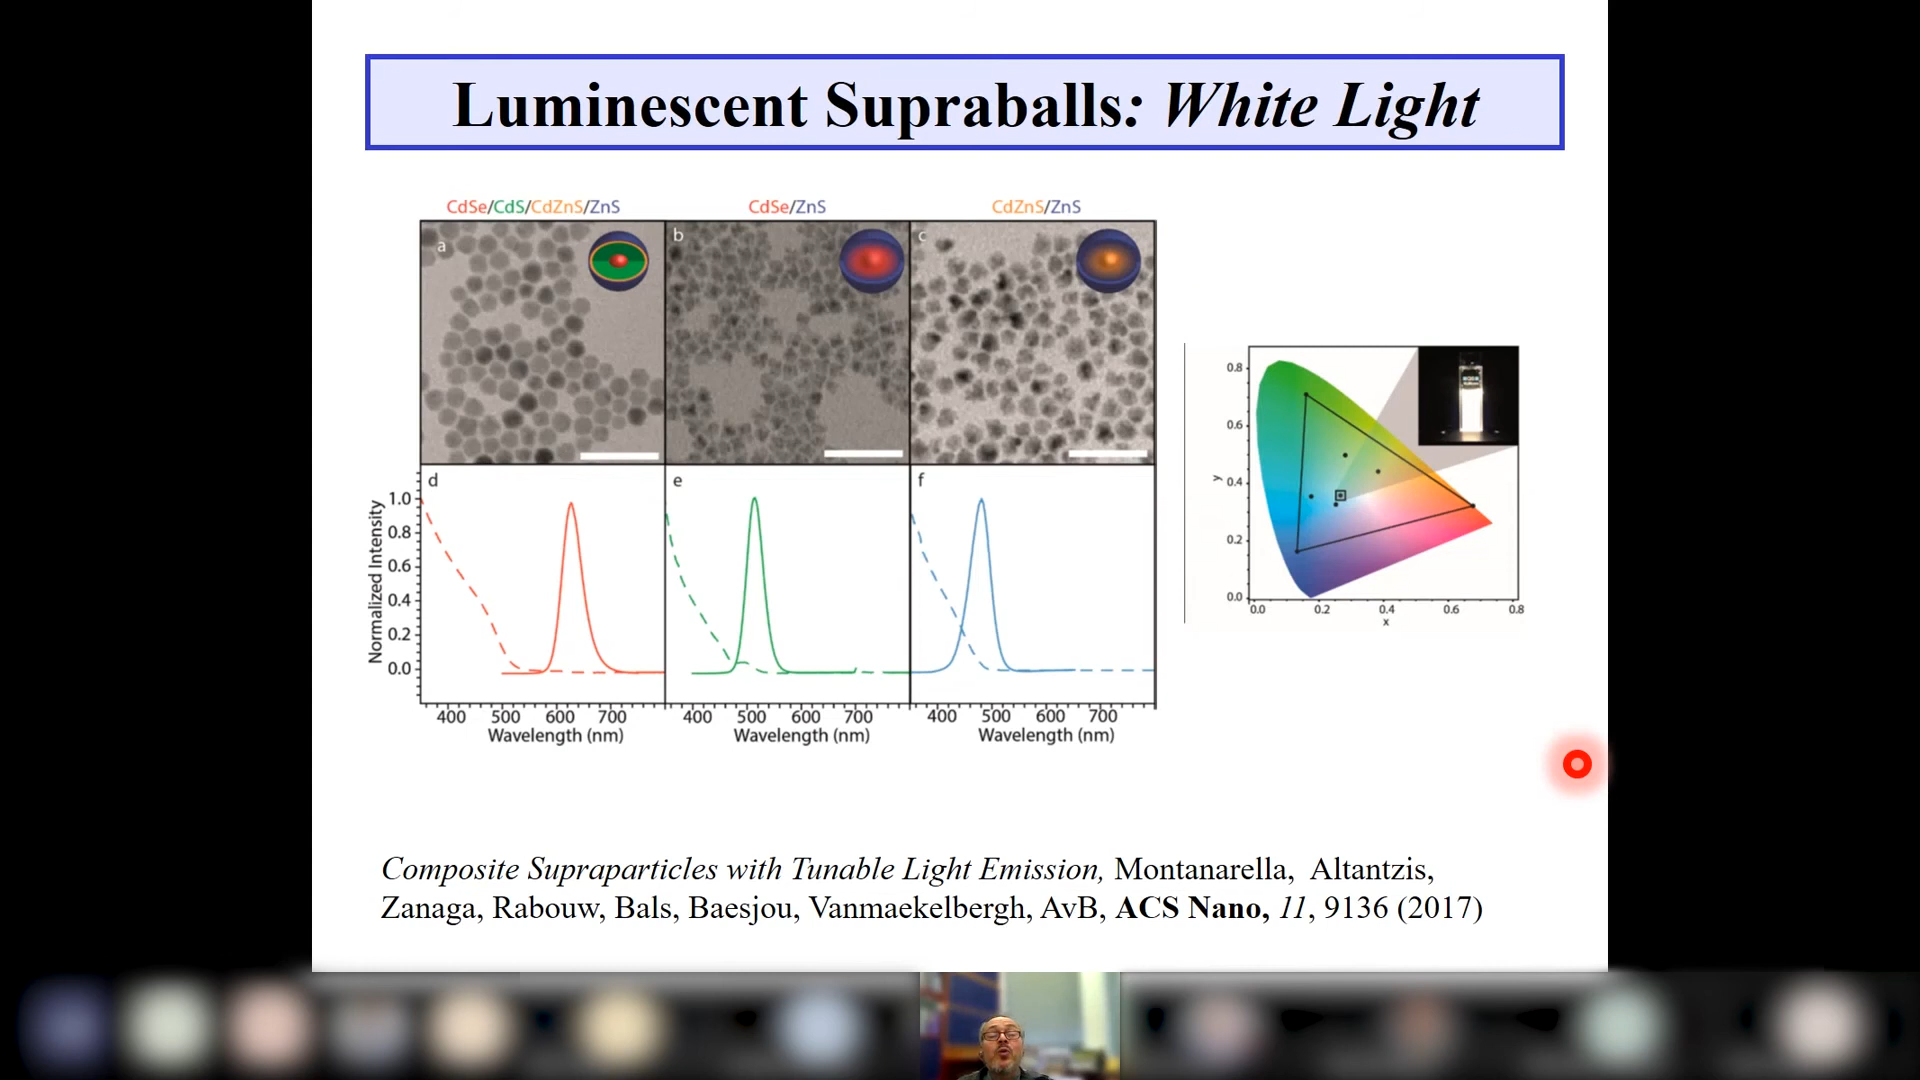 Luminescent Supraballs: White Light
CdSe/CdS/CdZnS/ZnS
CdSe/ZnS
CdZnS/ZnS
a
b
c
d
e
f
Normalized Intensity
1.0
0.8
0.6
0.4
0.2
0.0
400 500 600 700
400 500 600 700
400 500 600 700
Wavelength (nm)
Wavelength (nm)
Wavelength (nm)
y
0.8
0.6
0.4
0.2
0.0
0.0 0.2 0.4 0.6 0.8
x
Composite Supraparticles with Tunable Light Emission, Montanarella, Altantzis,
Zanaga, Rabouw, Bals, Baesjou, Vanmaekelbergh, AvB, ACS Nano, 11, 9136 (2017)